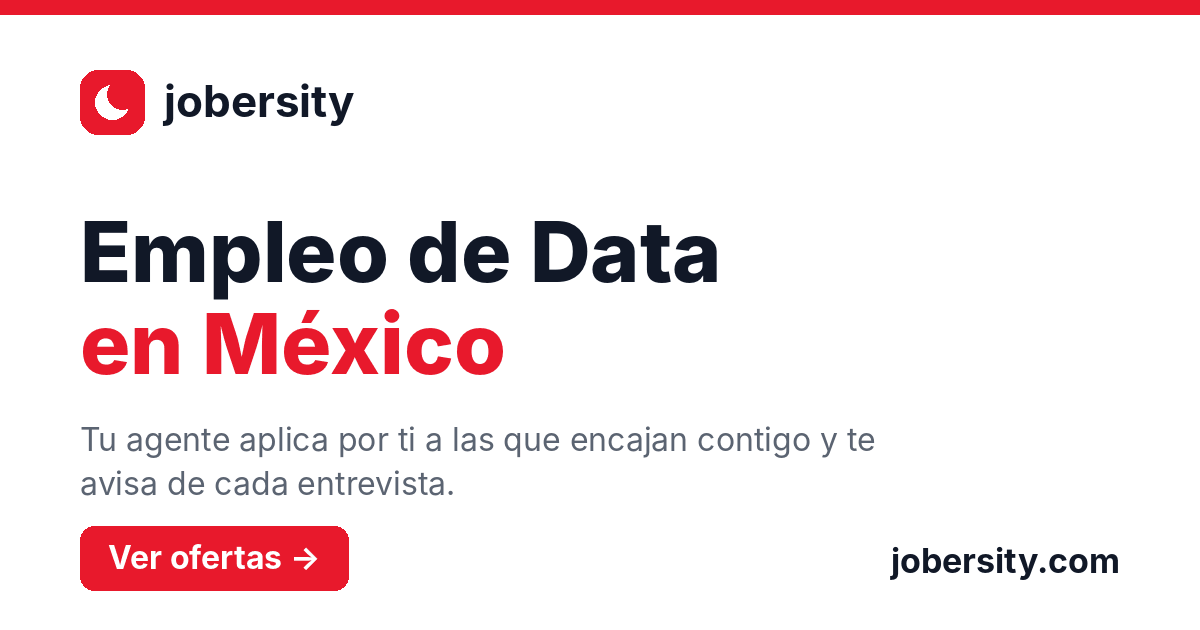 jobersity
Empleo de Data
en México
Tu agente aplica por ti a las que encajan contigo y te
avisa de cada entrevista.
Ver ofertas →
jobersity.com